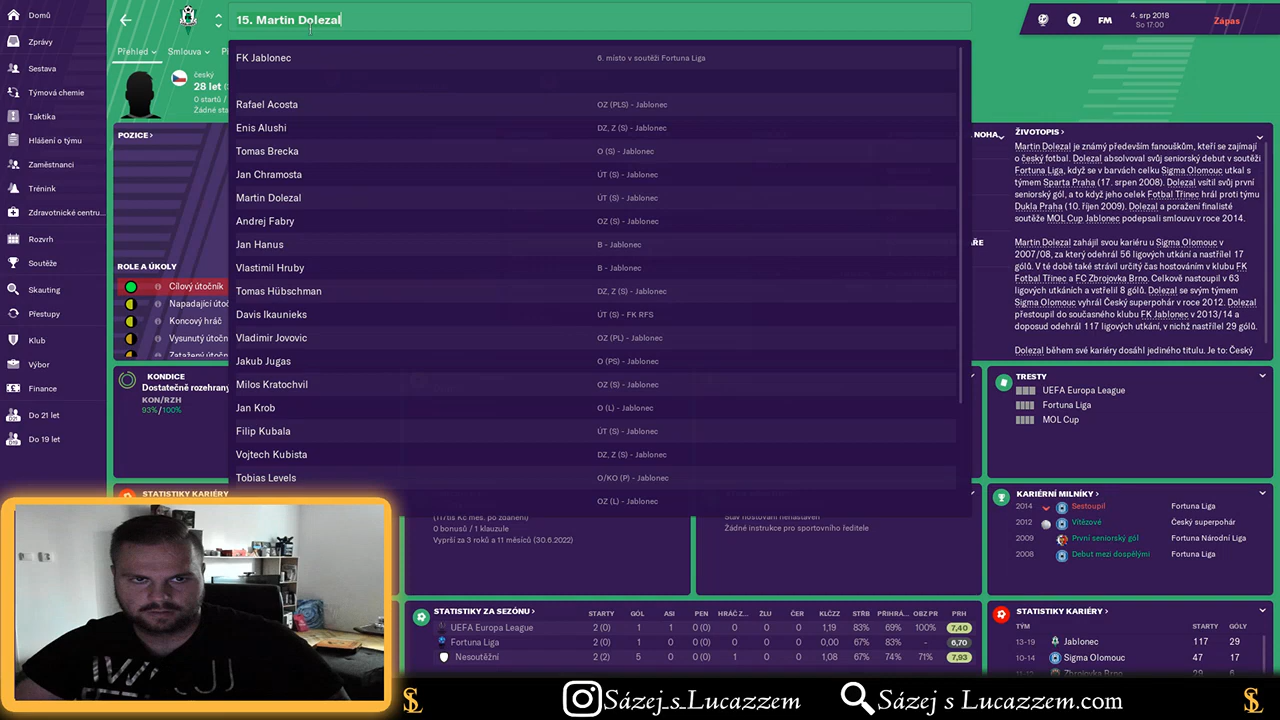 Domů
Zprávy
Sestava
Týmová chemie
Taktika
Hlášení o týmu
Zaměstnanci
Trénink
Zdravotnické centru...
Rozvrh
Soutěže
Skauting
Přestupy
Klub
Výbor
Finance
Do 21 let
Do 19 let
15. Martin Dolezal
FM
4. srp 2018
So 17:00
Zápas
Přehled
Smlouva
český
28 let
0 startů /
POZICE >
ROLE A ÚKOLY
Cílový útočník
Napadající útoč
Koncový hráč
Vysunutý útočn
Zatažený útočn
FK Jablonec 6. místo v soutěži Fortuna Liga
Rafael Acosta OZ (PLS) - Jablonec
Enis Alushi DZ, Z (S) - Jablonec
Tomas Brecka O (S) - Jablonec
Jan Chramosta ÚT (S) - Jablonec
Martin Dolezal ÚT (S) - Jablonec
Andrej Fabry OZ (S) - Jablonec
Jan Hanus B - Jablonec
Vlastimil Hruby B - Jablonec
Tomas Hübschman DZ, Z (S) - Jablonec
Davis Ikaunieks ÚT (S) - FK RFS
Vladimir Jovovic OZ (PL) - Jablonec
Jakub Jugas O (PS) - Jablonec
Milos Kratochvil OZ (S) - Jablonec
Jan Krob O (L) - Jablonec
Filip Kubala ÚT (S) - Jablonec
Vojtech Kubista DZ, Z (S) - Jablonec
Tobias Levels O/KO (P) - Jablonec
OZ (L) - Jablonec
NOHA
ŽIVOTOPIS >
Martin Dolezal je známý především fanouškům, kteří se zajímají
o český fotbal. Dolezal absolvoval svůj seniorský debut v soutěži
Fortuna Liga, když se v barvách celku Sigma Olomouc utkal s
týmem Sparta Praha (17. srpen 2008). Dolezal vsítil svůj první
seniorský gól, a to když jeho celek Fotbal Třinec hrál proti týmu
Dukla Praha (10. říjen 2009). Dolezal a poražení finalisté
soutěže MOL Cup Jablonec podepsali smlouvu v roce 2014.
Martin Dolezal zahájil svou kariéru u Sigma Olomouc v
2007/08, za který odehrál 56 ligových utkání a nastřílel 17
gólů. V té době také strávil určitý čas hostováním v klubu FK
Fotbal Třinec a FC Zbrojovka Brno. Celkově nastoupil v 63
ligových utkáních a vstřelil 8 gólů. Dolezal se svým týmem
Sigma Olomouc vyhrál Český superpohár v roce 2012. Dolezal
přestoupil do současného klubu FK Jablonec v 2013/14 a
doposud odehrál 117 ligových utkání, v nichž nastřílel 29 gólů.
Dolezal během své kariéry dosáhl jediného titulu. Je to: Český
KONDICE
Dostatečně rozehraný
KON/RZH
93%/100%
TRESTY
UEFA Europa League
Fortuna Liga
MOL Cup
STATISTIKY KARIÉRY
KARIÉRNÍ MILNÍKY >
2014 Sestoupil Fortuna Liga
2012 Vítězové Český superpohár
2009 První seniorský gól Fortuna Národní Liga
2008 Debut mezi dospělými Fortuna Liga
0 bonusů / 1 klauzule
Vyprší za 3 roky a 11 měsíců (30.6.2022)
Stav hostování nenastaven
Žádné instrukce pro sportovního ředitele
STATISTIKY ZA SEZÓNU > STARTY GÓL ASI PEN HRÁČ Z... ŽLU ČER KLČZZ STŘB PŘIHRÁ... OBZ PR PRH
UEFA Europa League 2 (0) 1 1 0 (0) 0 0 0 1,19 83% 69% 100% 7,40
Fortuna Liga 2 (0) 1 0 0 (0) 0 0 0 0,00 67% 83% - 6,70
Nesoutěžní 2 (2) 5 0 0 (0) 1 0 0 1,08 67% 74% 71% 7,93
STATISTIKY KARIÉRY
TÝM STARTY GÓLY
13-19 Jablonec 117 29
10-14 Sigma Olomouc 47 17
Zbrojovka Brno 29 6
Sázej_s_Lucazzem
Sázej s Lucazzem.com